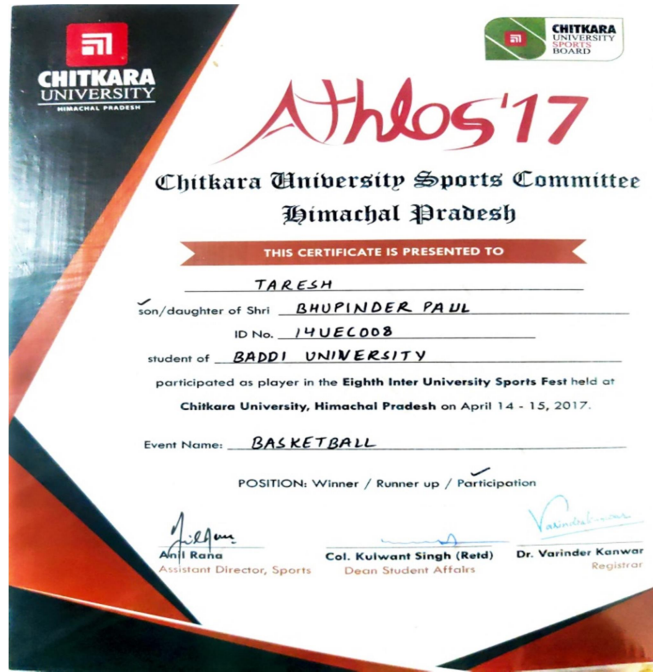 CHITKARA
UNIVERSITY
HIMACHAL PRADESH
CHITKARA
UNIVERSITY
SPORTS
BOARD
Athlos'17
Chitkara University Sports Committee
Himachal Pradesh
THIS CERTIFICATE IS PRESENTED TO
TARESH
son/daughter of Shri BHUPINDER PAUL
ID No. 14UEC008
student of BADDI UNIVERSITY
participated as player in the Eighth Inter University Sports Fest held at
Chitkara University, Himachal Pradesh on April 14 - 15, 2017.
Event Name: BASKETBALL
POSITION: Winner / Runner up / Participation
Anil Rana
Assistant Director, Sports
Col. Kulwant Singh (Retd)
Dean Student Affairs
Dr. Varinder Kanwar
Registrar